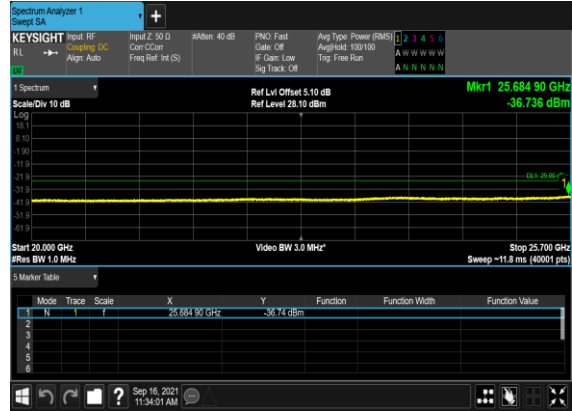 Spectrum Analyzer 1
Swept SA
KEYSIGHT Input: RF Input Z: 50 Ω #Atten: 40 dB PNO: Fast Avg Type: Power (RMS) 1 2 3 4 5 6
RL Coupling: DC Corr CCorr Gate: Off Avg|Hold: 100/100 A W W W W W
Align: Auto Freq Ref: Int (S) IF Gain: Low Trig: Free Run
LW Sig Track: Off A N N N N N
1 Spectrum Ref Lvl Offset 5.10 dB Mkr1 25.684 90 GHz
Scale/Div 10 dB Ref Level 28.10 dBm -36.736 dBm
Log
18.1
8.10
-1.90
-11.9
-21.9 DL1 -25.00
1
-31.9
-41.9
-51.9
-61.9
Start 20.000 GHz Video BW 3.0 MHz* Stop 25.700 GHz
#Res BW 1.0 MHz Sweep ~11.8 ms (40001 pts)
5 Marker Table
Mode Trace Scale X Y Function Function Width Function Value
1 N 1 f 25.684 90 GHz -36.74 dBm
2
3
4
5
6
? Sep 16, 2021
11:34:01 AM